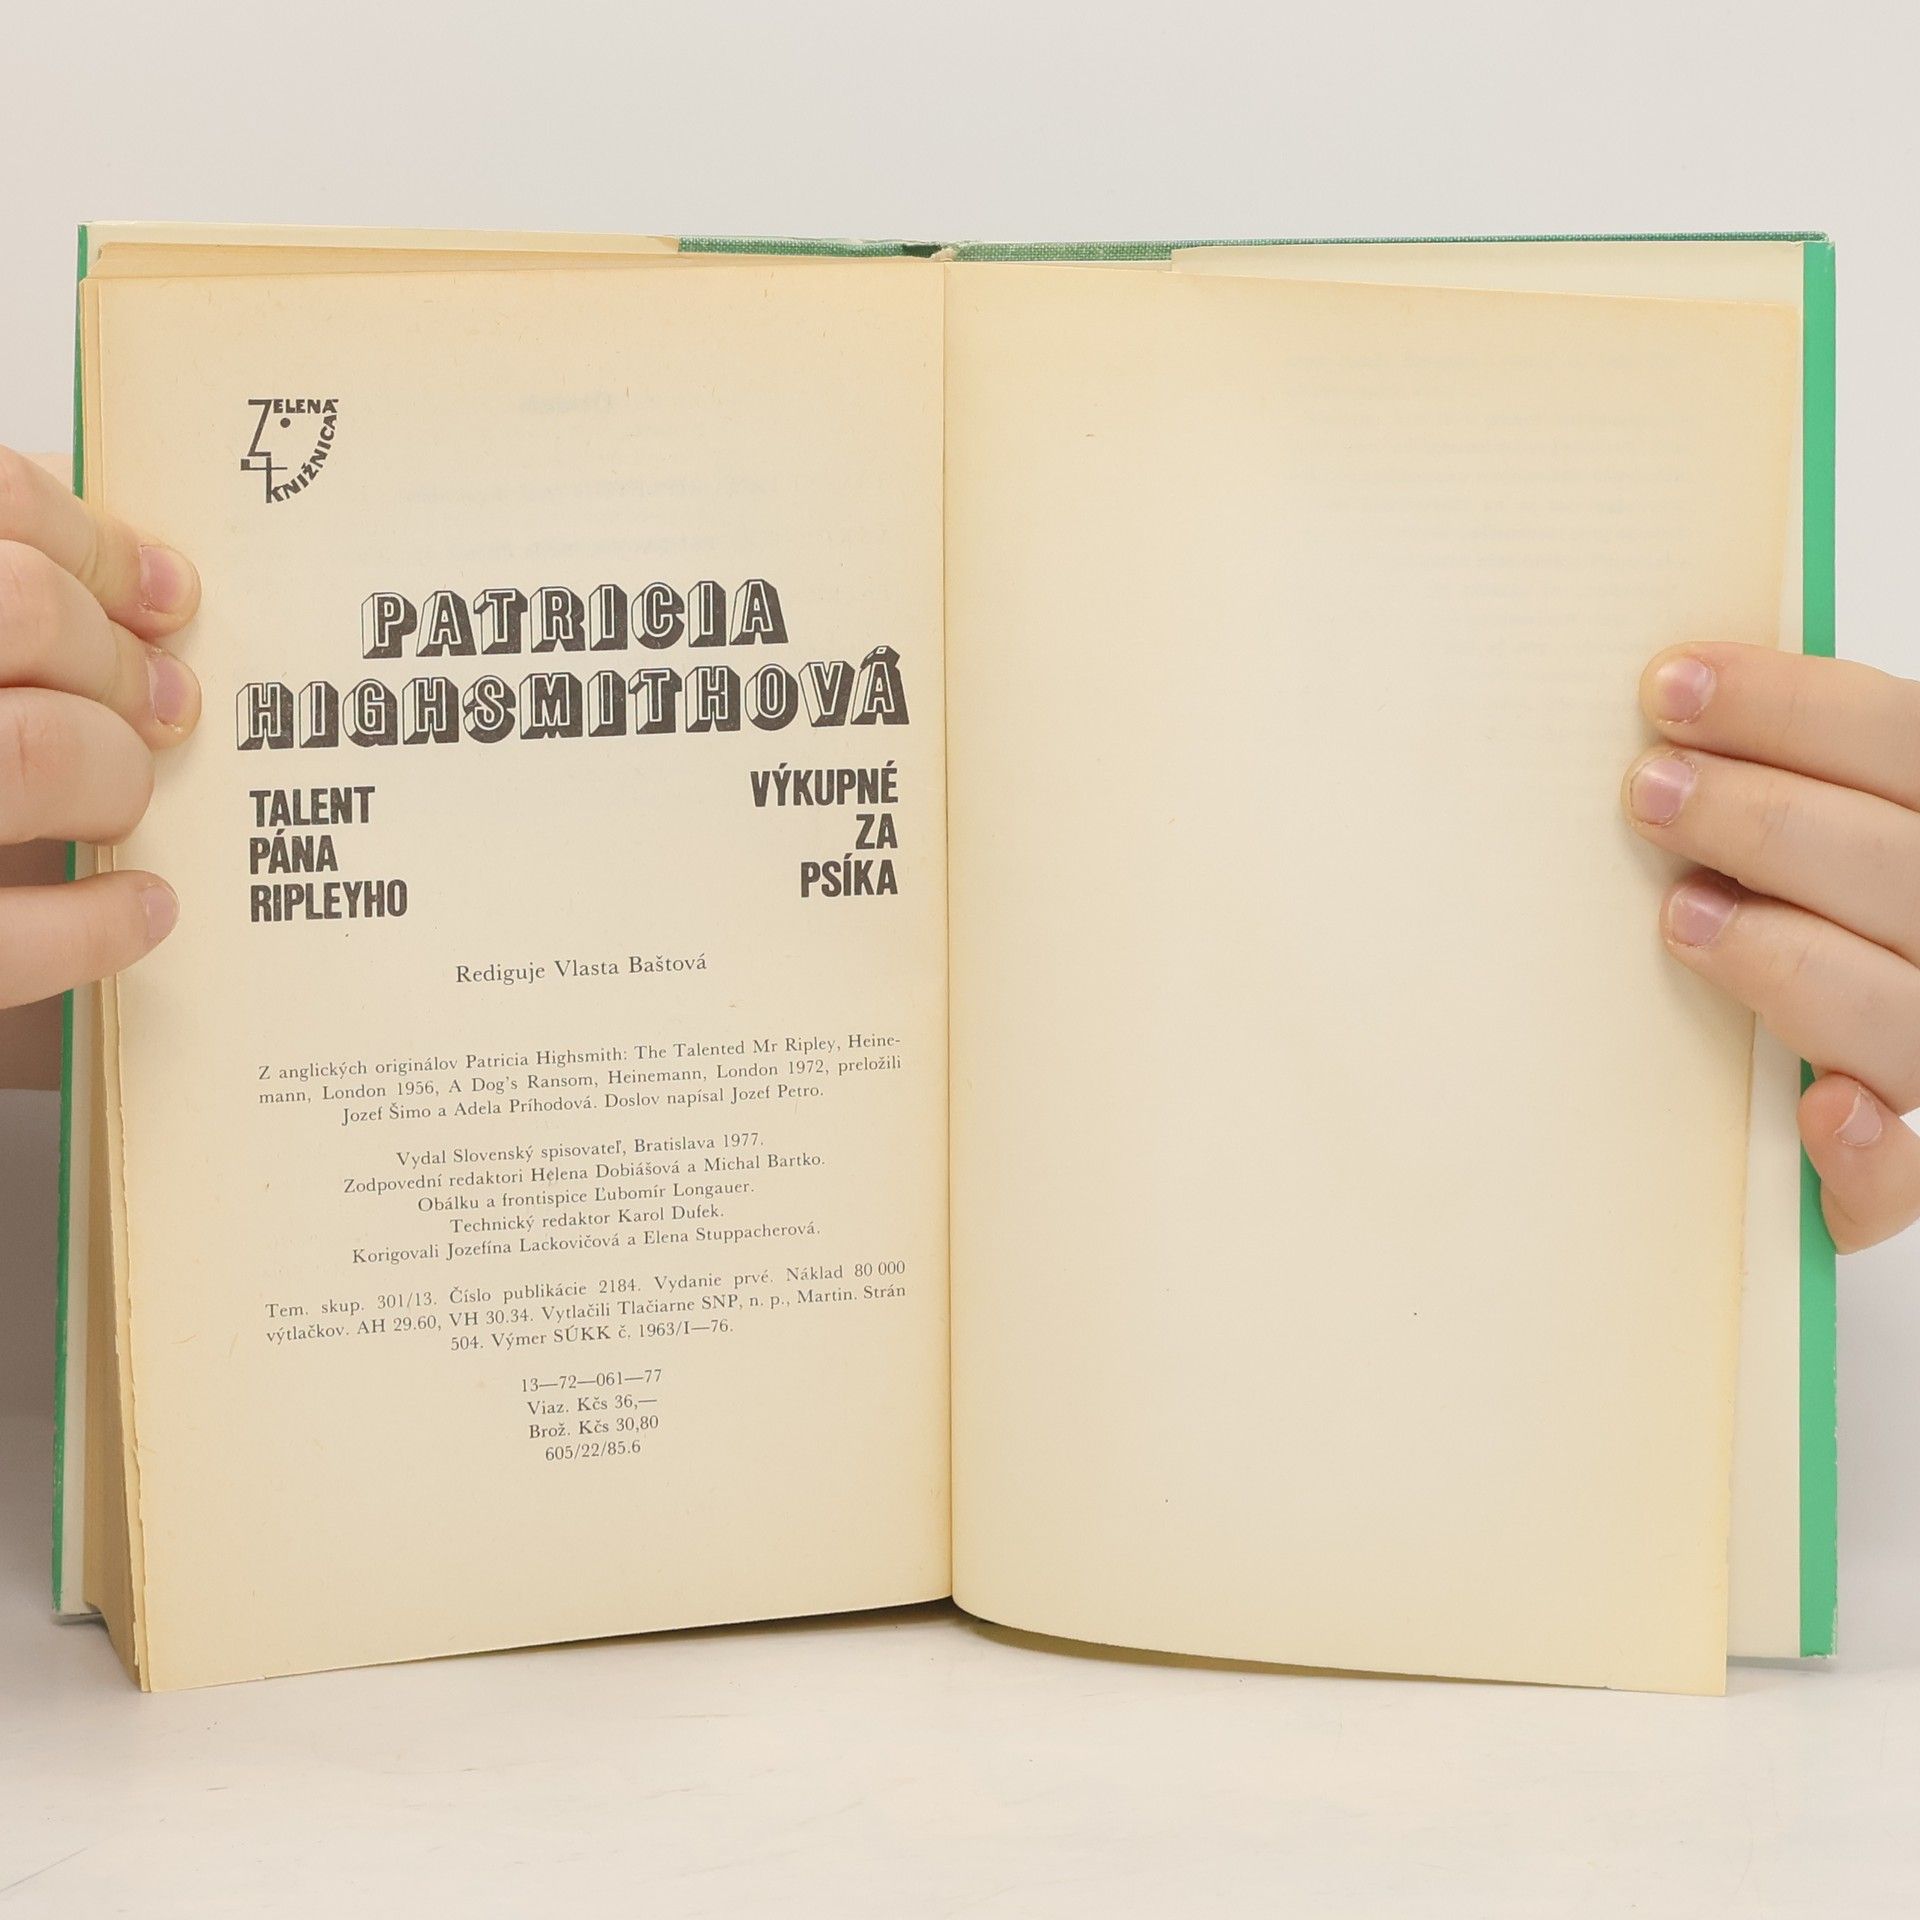 ZELENÁ
KNIŽNICA
PATRICIA
HIGHSMITHOVÁ
TALENT
PÁNA
RIPLEYHO
VÝKUPNÉ
ZA
PSÍKA
Rediguje Vlasta Baštová
Z anglických originálov Patricia Highsmith: The Talented Mr Ripley, Heine-
mann, London 1956, A Dog's Ransom, Heinemann, London 1972, preložili
Jozef Šimo a Adela Príhodová. Doslov napísal Jozef Petro.
Vydal Slovenský spisovateľ, Bratislava 1977.
Zodpovední redaktori Helena Dobiášová a Michal Bartko.
Obálku a frontispice Ľubomír Longauer.
Technický redaktor Karol Dufek.
Korigovali Jozefína Lackovičová a Elena Stuppacherová.
Tem. skup. 301/13. Číslo publikácie 2184. Vydanie prvé. Náklad 80 000
výtlačkov. AH 29.60, VH 30.34. Vytlačili Tlačiarne SNP, n. p., Martin. Strán
504. Výmer SÚKK č. 1963/I—76.
13—72—061—77
Viaz. Kčs 36,—
Brož. Kčs 30,80
605/22/85.6